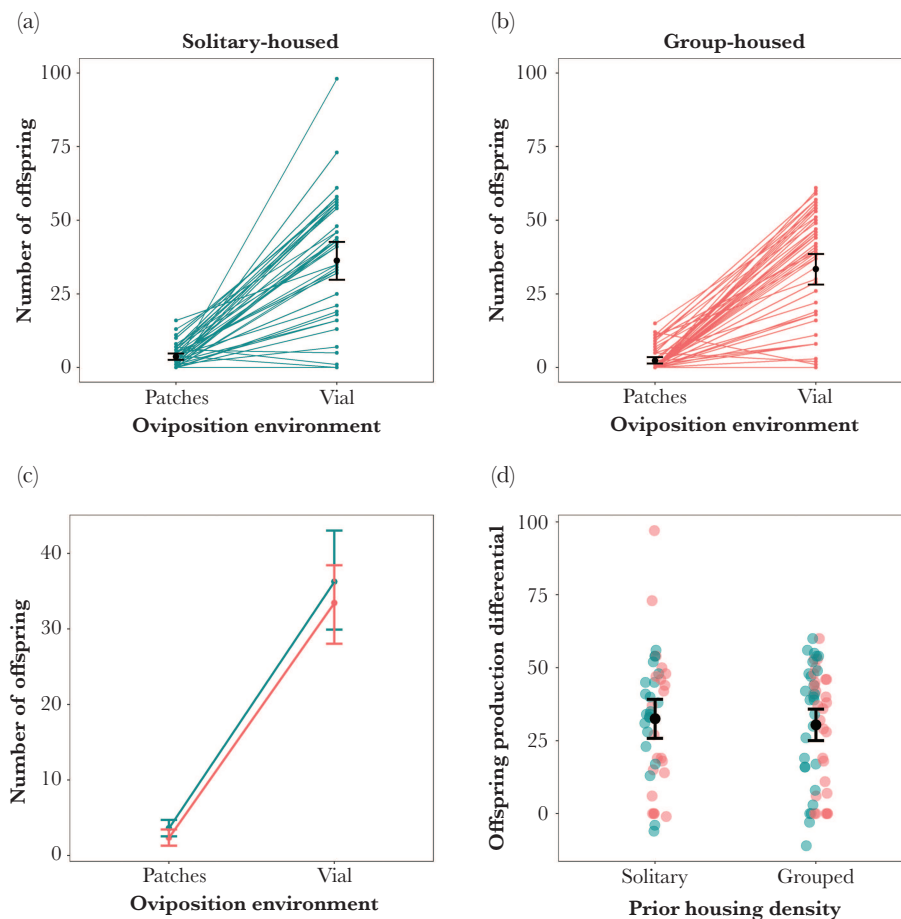 (a)
Solitary-housed
Number of offspring
100
75
50
25
0
Patches
Vial
Oviposition environment
(b)
Group-housed
Number of offspring
100
75
50
25
0
Patches
Vial
Oviposition environment
(c)
Number of offspring
40
30
20
10
0
Patches
Vial
Oviposition environment
(d)
Offspring production differential
100
75
50
25
0
Solitary
Grouped
Prior housing density